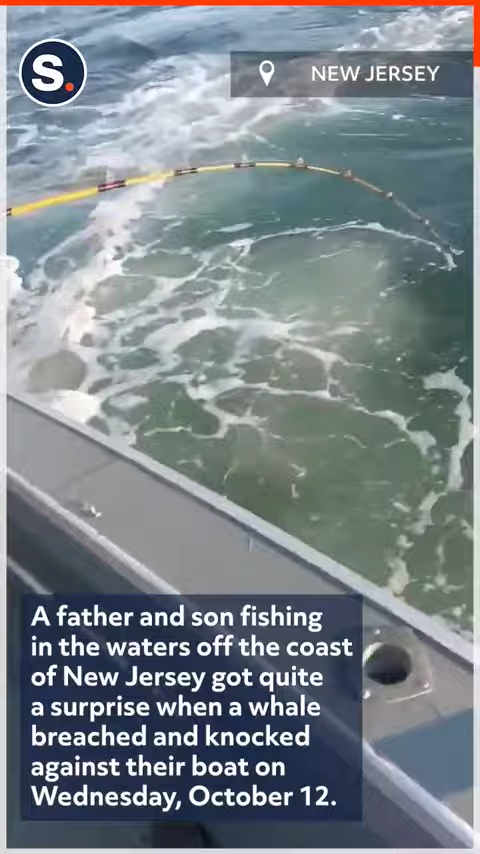 S.
NEW JERSEY
A father and son fishing
in the waters off the coast
of New Jersey got quite
a surprise when a whale
breached and knocked
against their boat on
Wednesday, October 12.